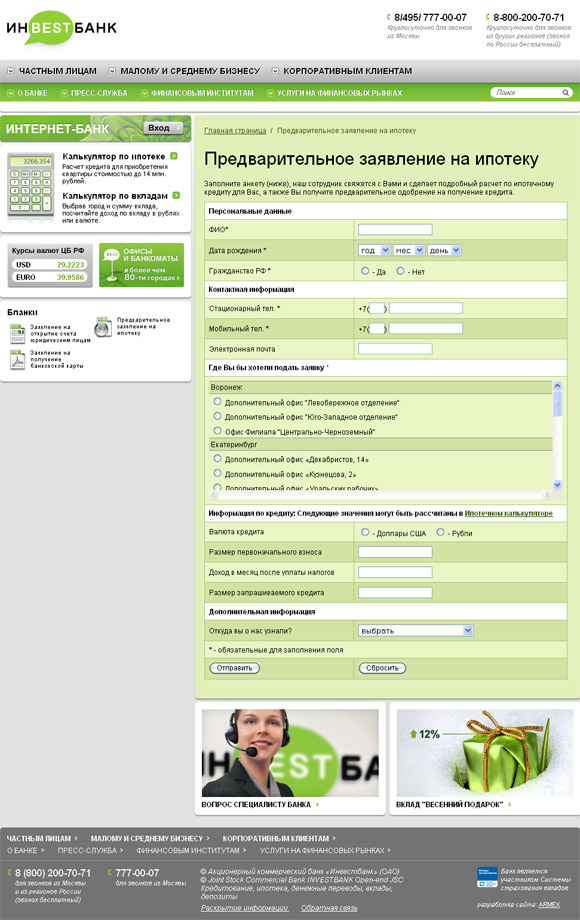 ИНBESTБАНК
8/495/ 777-00-07
Круглосуточно для звонков
из Москвы
8-800-200-70-71
Круглосуточно для звонков
из других регионов (звонок
по России бесплатный)
ЧАСТНЫМ ЛИЦАМ
МАЛОМУ И СРЕДНЕМУ БИЗНЕСУ
КОРПОРАТИВНЫМ КЛИЕНТАМ
О БАНКЕ
ПРЕСС-СЛУЖБА
ФИНАНСОВЫМ ИНСТИТУТАМ
УСЛУГИ НА ФИНАНСОВЫХ РЫНКАХ
Поиск
ИНТЕРНЕТ-БАНК
Вход
3266.354
Калькулятор по ипотеке
Расчет кредита для приобретения
квартиры стоимостью до 14 млн.
рублей.
Калькулятор по вкладам
Выбрав город и сумму вклада,
посчитайте доход по вкладу в рублях
или валюте.
Курсы валют ЦБ РФ
USD 29.2223
EURO 39.9586
BEST
ОФИСЫ
И БАНКОМАТЫ
в более чем
80-ти городах
Бланки
Заявление на
открытие счета
юридическим лицам
Предварительное
заявление на
ипотеку
Заявление на
получение
банковской карты
Главная страница / Предварительное заявление на ипотеку
Предварительное заявление на ипотеку
Заполните анкету (ниже), наш сотрудник свяжется с Вами и сделает подробный расчет по ипотечному
кредиту для Вас, а также Вы получите предварительное одобрение на получение кредита.
Персональные данные
ФИО*
Дата рождения * год мес. день
Гражданство РФ * - Да - Нет
Контактная информация
Стационарный тел. * +7( )
Мобильный тел. * +7( )
Электронная почта
Где Вы бы хотели подать заявку *
Воронеж
Дополнительный офис "Левобережное отделение"
Дополнительный офис "Юго-Западное отделение"
Офис Филиала "Центрально-Черноземный"
Екатеринбург
Дополнительный офис «Декабристов, 14»
Дополнительный офис «Кузнецова, 2»
Дополнительный офис «Уральских рабочих»
Информация по кредиту: Следующие значения могут быть рассчитаны в Ипотечном калькуляторе
Валюта кредита - Доллары США - Рубли
Размер первоначального взноса
Доход в месяц после уплаты налогов
Размер запрашиваемого кредита
Дополнительная информация
Откуда вы о нас узнали? выбрать
* - обязательные для заполнения поля
Отправить Сбросить
BESTБАНК
ВОПРОС СПЕЦИАЛИСТУ БАНКА
12%
ВКЛАД "ВЕСЕННИЙ ПОДАРОК"
ЧАСТНЫМ ЛИЦАМ МАЛОМУ И СРЕДНЕМУ БИЗНЕСУ КОРПОРАТИВНЫМ КЛИЕНТАМ
О БАНКЕ ПРЕСС-СЛУЖБА ФИНАНСОВЫМ ИНСТИТУТАМ УСЛУГИ НА ФИНАНСОВЫХ РЫНКАХ
8 (800) 200-70-71
для звонков из Москвы
и из регионов России
(звонок бесплатный)
777-00-07
для звонков из Москвы
© Акционерный коммерческий банк «Инвестбанк» (ОАО)
© Joint Stock Commercial Bank INVESTBANK Open-end JSC
Кредитование, ипотека, денежные переводы, вклады,
депозиты
Раскрытие информации Обратная связь
Банк является
участником Системы
страхования вкладов
разработка сайта: ARMEX